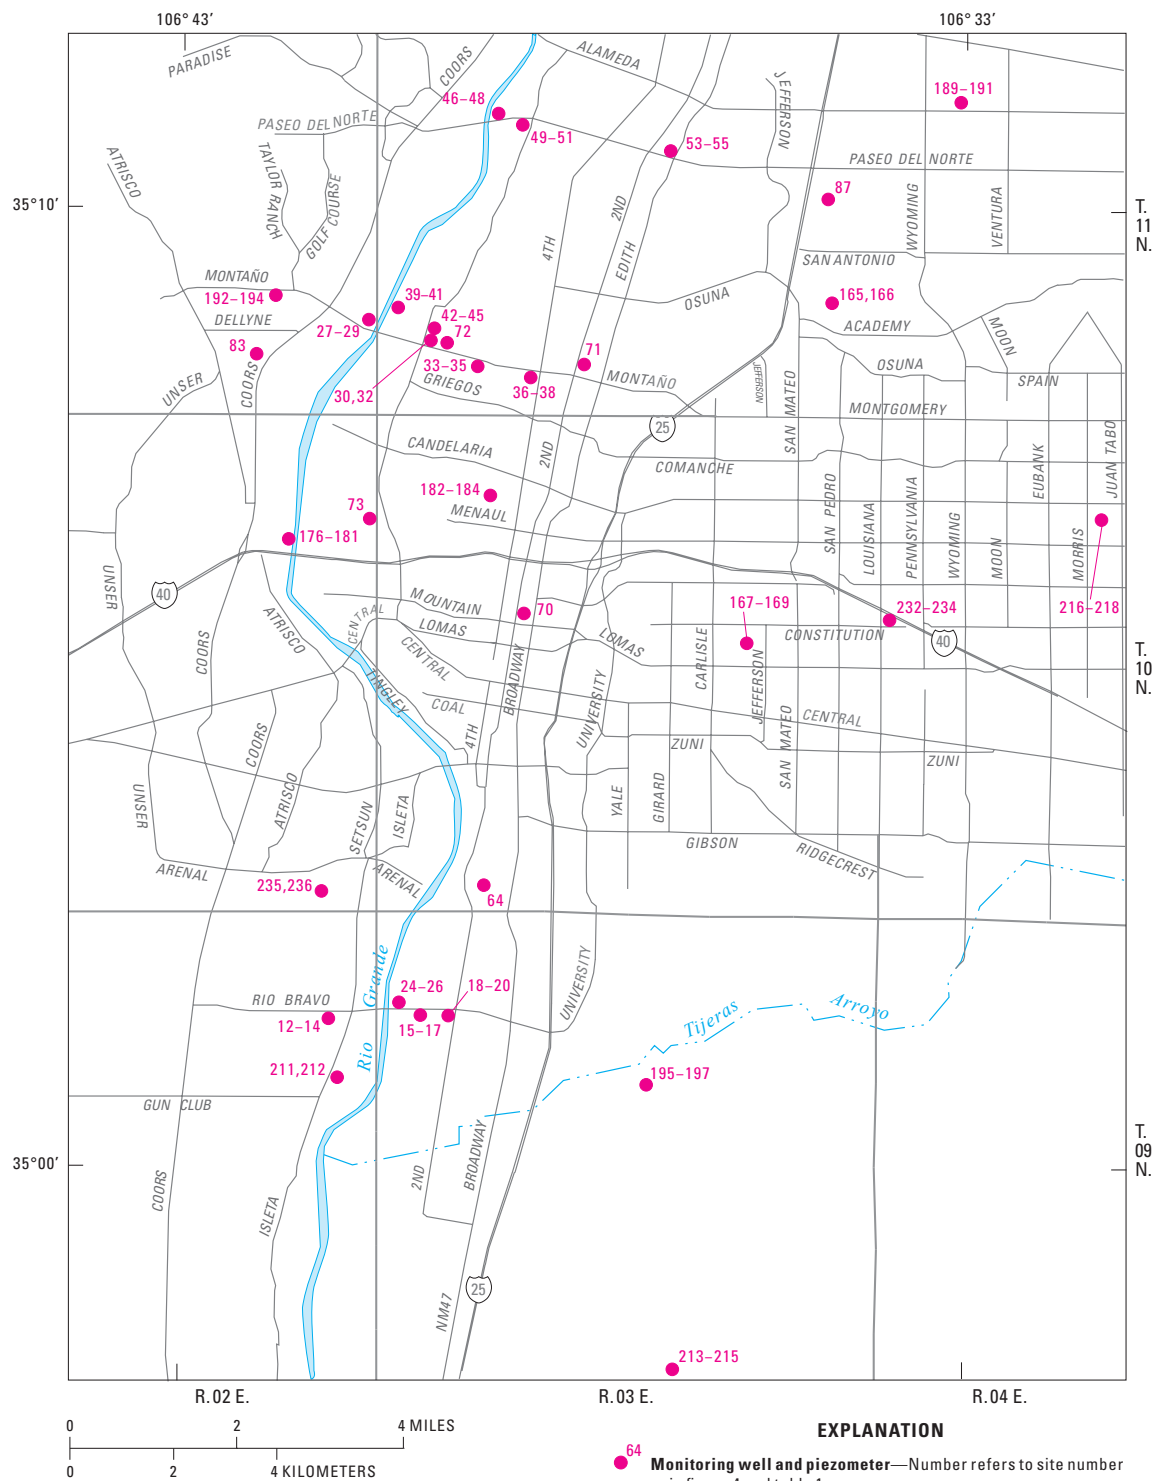 106° 43′
106° 33′
PARADISE
COORS
ALAMEDA
46–48
189–191
JEFFERSON
PASEO DEL NORTE
49–51
53–55
PASEO DEL NORTE
ATRISCO
TAYLOR RANCH
GOLF COURSE
87
2ND
WYOMING
VENTURA
35°10′
T.
11
N.
4TH
EDITH
SAN ANTONIO
MONTAÑO
192–194
39–41
OSUNA
165,166
DELLYNE
27–29
42–45
72
ACADEMY
MOON
83
33–35
71
OSUNA
UNSER
COORS
30,32
GRIEGOS
36–38
MONTAÑO
JEFFERSON
SAN MATEO
SPAIN
MONTGOMERY
25
CANDELARIA
2ND
COMANCHE
EUBANK
JUAN TABO
182–184
73
MENAUL
SAN PEDRO
LOUISIANA
PENNSYLVANIA
WYOMING
MOON
MORRIS
176–181
UNSER
40
MOUNTAIN
70
167–169
232–234
216–218
ATRISCO
CENTRAL
LOMAS
LOMAS
CONSTITUTION
40
COORS
CENTRAL
CARLISLE
JEFFERSON
T.
10
N.
TINGLEY
COAL
BROADWAY
UNIVERSITY
CENTRAL
COORS
4TH
ZUNI
SAN MATEO
ZUNI
UNSER
ATRISCO
SETSUN
ISLETA
YALE
GIRARD
GIBSON
RIDGECREST
ARENAL
ARENAL
235,236
64
Rio Grande
UNIVERSITY
RIO BRAVO
24–26
18–20
12–14
15–17
Tijeras Arroyo
211,212
195–197
GUN CLUB
T.
09
N.
35°00′
COORS
ISLETA
2ND
BROADWAY
25
NM47
213–215
R. 02 E.
R. 03 E.
R. 04 E.
0 2 4 MILES
0 2 4 KILOMETERS
EXPLANATION
64
Monitoring well and piezometer—Number refers to site number